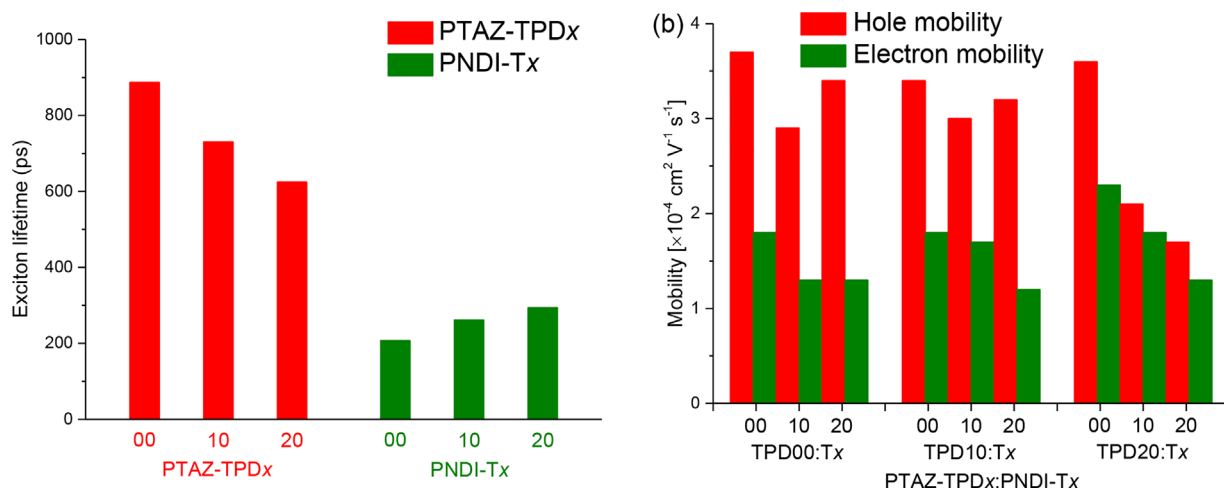 PTAZ-TPDx
PNDI-Tx
Exciton lifetime (ps)
1000
800
600
400
200
0
00 10 20 00 10 20
PTAZ-TPDx PNDI-Tx
(b)
Hole mobility
Electron mobility
Mobility [×10⁻⁴ cm² V⁻¹ s⁻¹]
4
3
2
1
0
00 10 20 00 10 20 00 10 20
TPD00:Tx TPD10:Tx TPD20:Tx
PTAZ-TPDx:PNDI-Tx